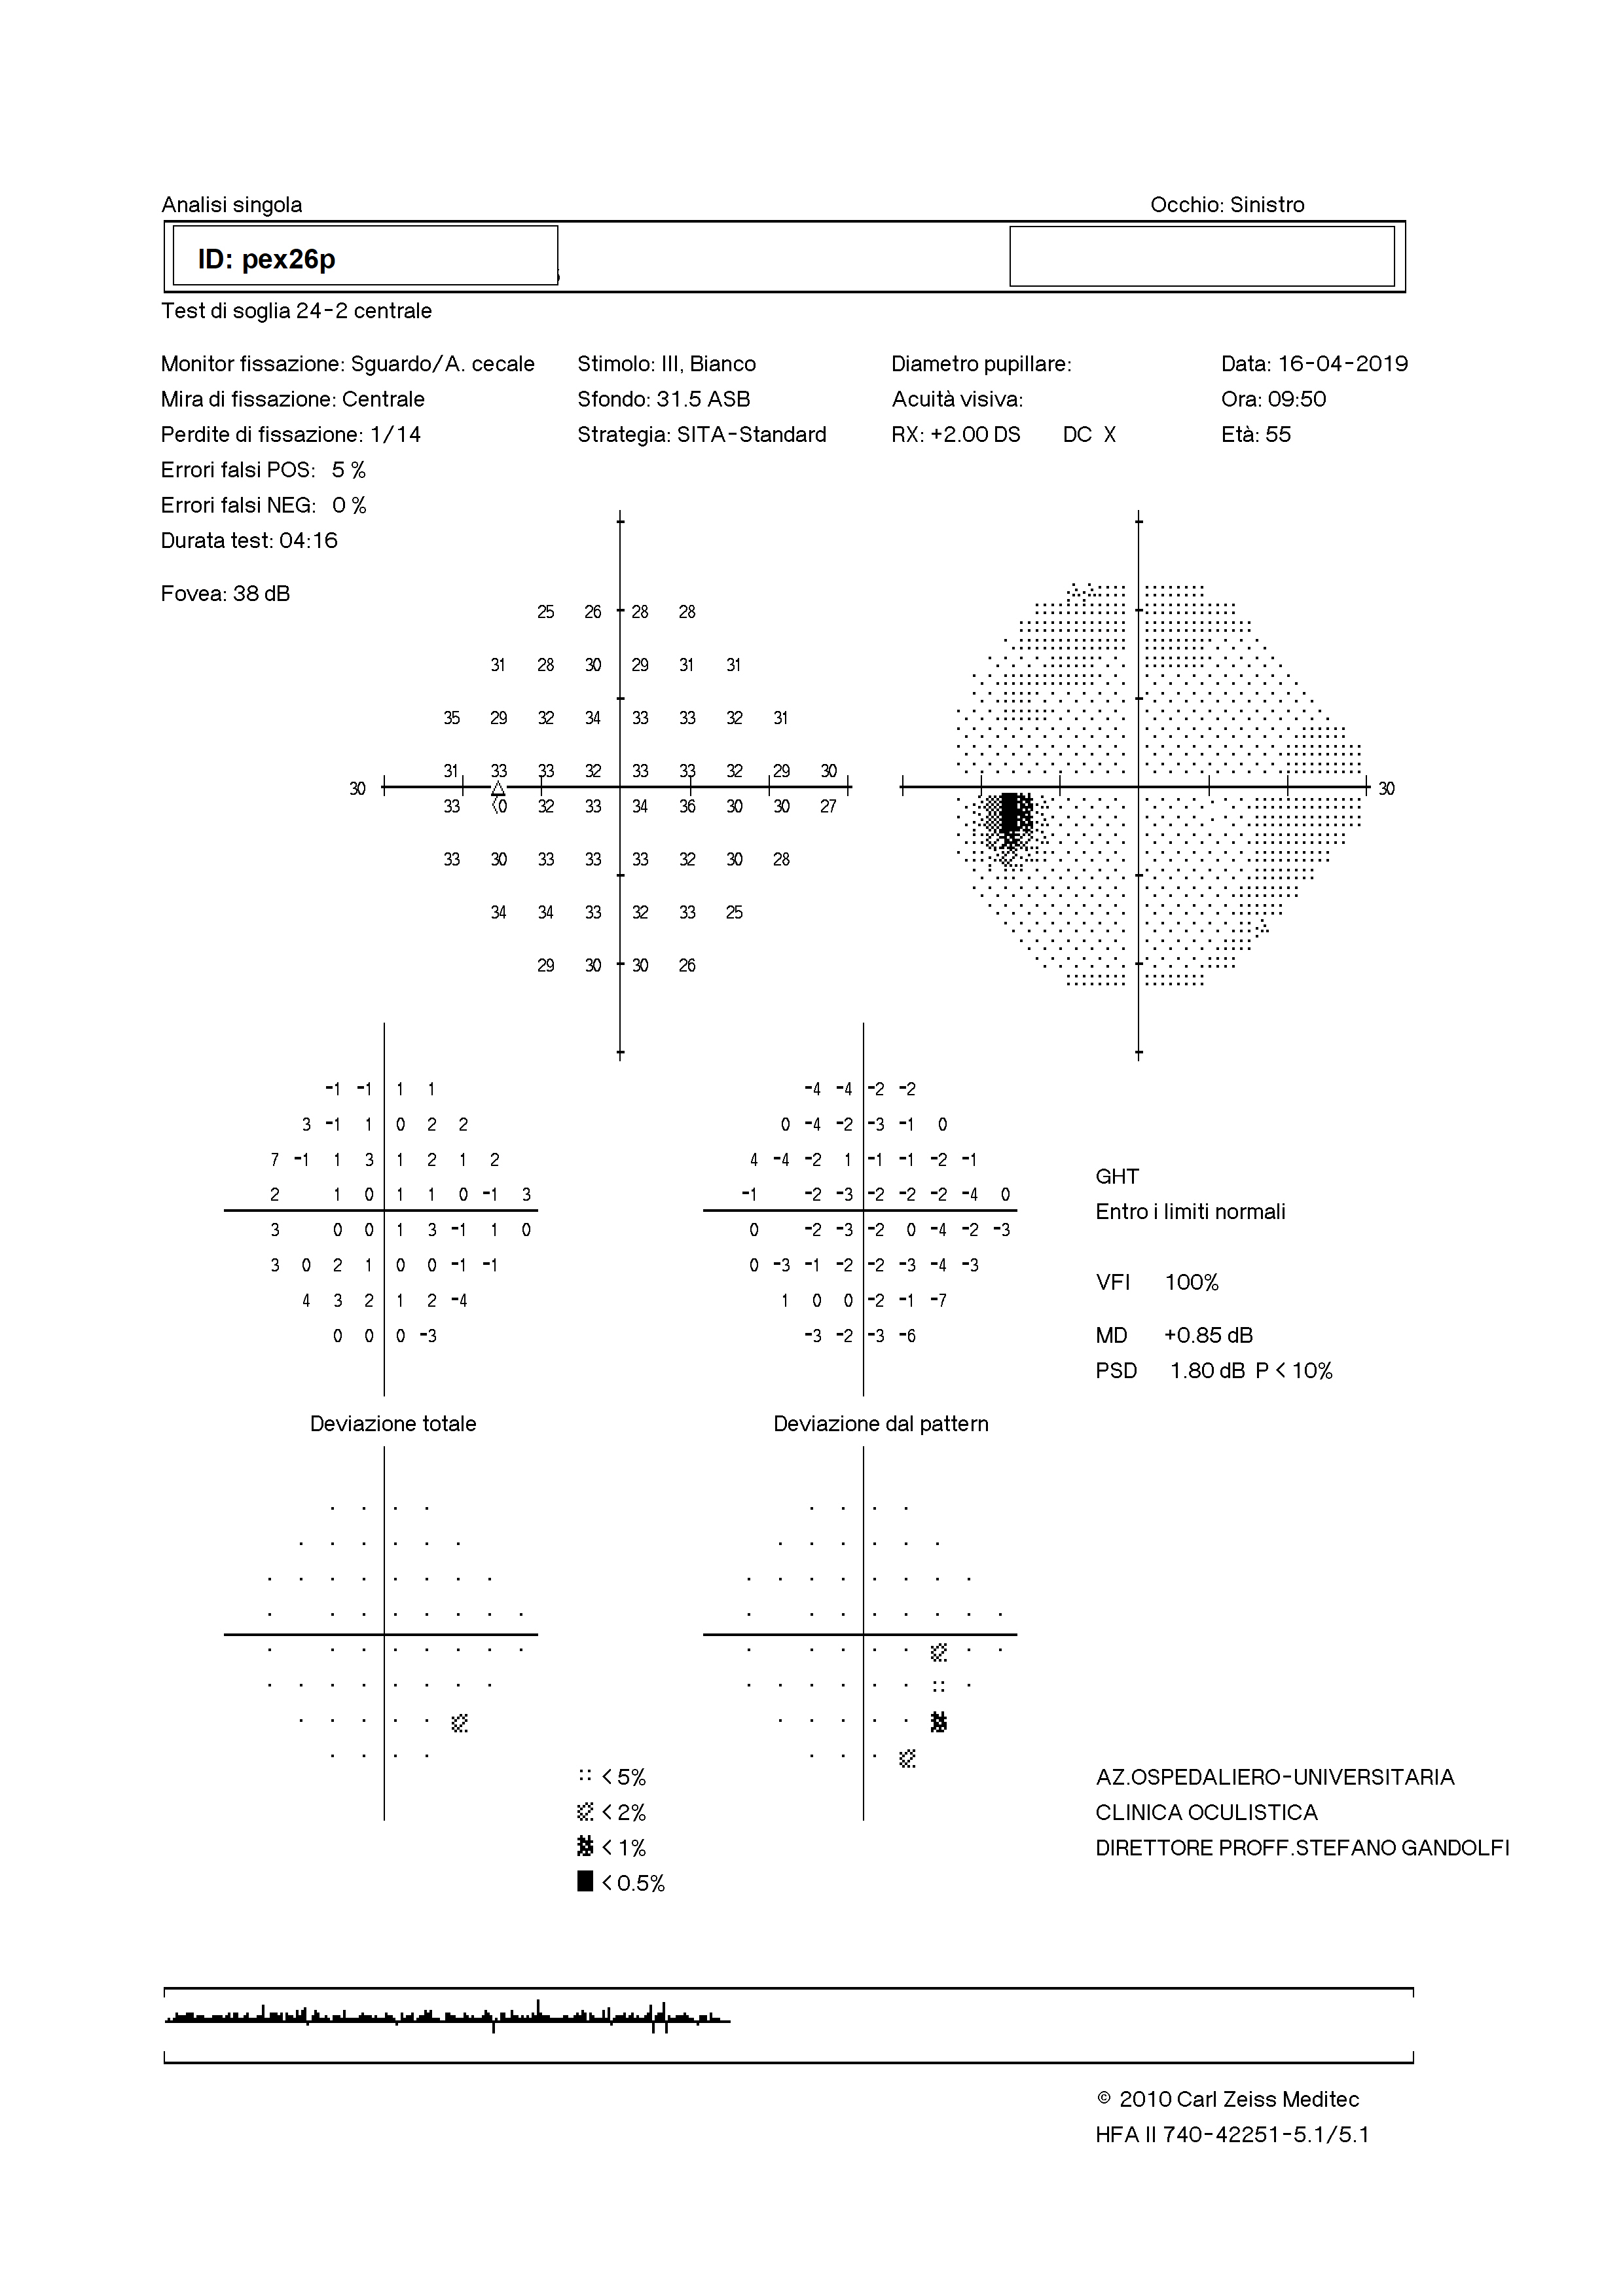 Analisi singola Occhio: Sinistro
ID: pex26p
Test di soglia 24-2 centrale
Monitor fissazione: Sguardo/A. cecale Stimolo: III, Bianco Diametro pupillare: Data: 16-04-2019
Mira di fissazione: Centrale Sfondo: 31.5 ASB Acuità visiva: Ora: 09:50
Perdite di fissazione: 1/14 Strategia: SITA-Standard RX: +2.00 DS DC X Età: 55
Errori falsi POS: 5 %
Errori falsi NEG: 0 %
Durata test: 04:16
Fovea: 38 dB
25 26 28 28
31 28 30 29 31 31
35 29 32 34 33 33 32 31
31 33 33 32 33 33 32 29 30
30 30
33 <0 32 33 34 36 30 30 27
33 30 33 33 33 32 30 28
34 34 33 32 33 25
29 30 30 26
-1 -1 1 1 -4 -4 -2 -2
3 -1 1 0 2 2 0 -4 -2 -3 -1 0
7 -1 1 3 1 2 1 2 4 -4 -2 1 -1 -1 -2 -1
GHT
2 1 0 1 1 0 -1 3 -1 -2 -3 -2 -2 -2 -4 0
Entro i limiti normali
3 0 0 1 3 -1 1 0 0 -2 -3 -2 0 -4 -2 -3
3 0 2 1 0 0 -1 -1 0 -3 -1 -2 -2 -3 -4 -3
VFI 100%
4 3 2 1 2 -4 1 0 0 -2 -1 -7
0 0 0 -3 -3 -2 -3 -6 MD +0.85 dB
PSD 1.80 dB P < 10%
Deviazione totale Deviazione dal pattern
< 5% AZ.OSPEDALIERO-UNIVERSITARIA
< 2% CLINICA OCULISTICA
< 1% DIRETTORE PROFF.STEFANO GANDOLFI
< 0.5%
© 2010 Carl Zeiss Meditec
HFA II 740-42251-5.1/5.1